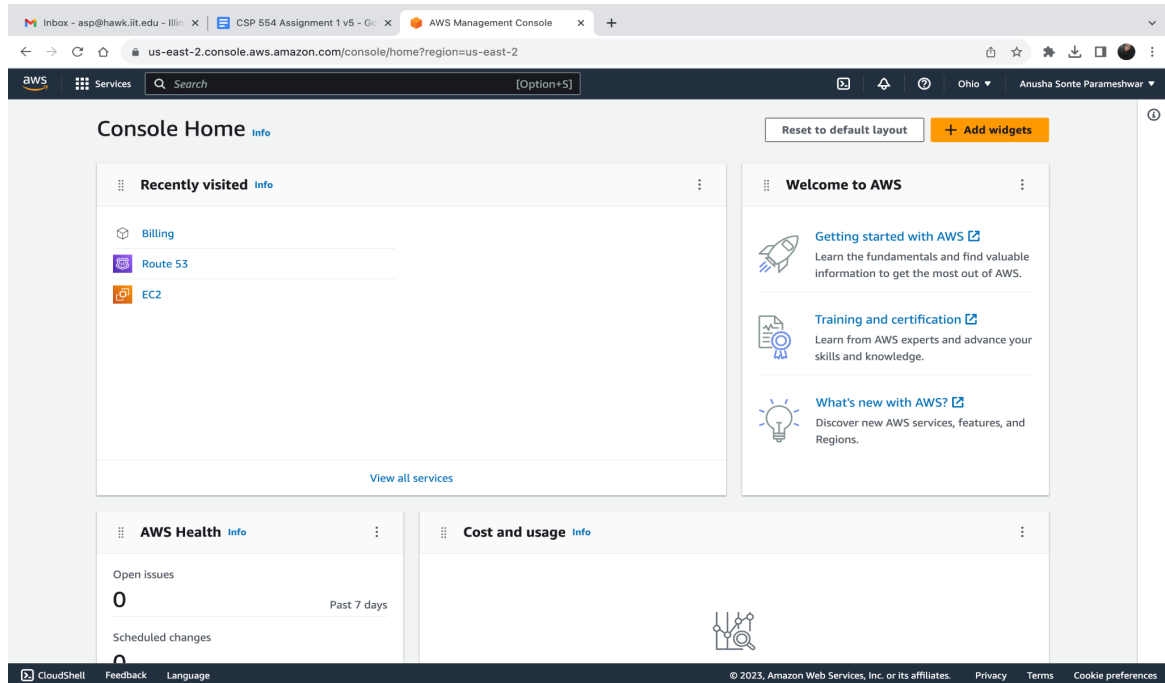 Inbox - asp@hawk.iit.edu - Illin
CSP 554 Assignment 1 v5 - Go
AWS Management Console
us-east-2.console.aws.amazon.com/console/home?region=us-east-2
aws
Services
Search
[Option+S]
Ohio
Anusha Sonte Parameshwar
Console Home Info
Reset to default layout
+ Add widgets
Recently visited Info
Billing
Route 53
EC2
View all services
Welcome to AWS
Getting started with AWS
Learn the fundamentals and find valuable
information to get the most out of AWS.
Training and certification
Learn from AWS experts and advance your
skills and knowledge.
What's new with AWS?
Discover new AWS services, features, and
Regions.
AWS Health Info
Open issues
0
Past 7 days
Scheduled changes
0
Cost and usage Info
CloudShell
Feedback
Language
© 2023, Amazon Web Services, Inc. or its affiliates.
Privacy
Terms
Cookie preferences